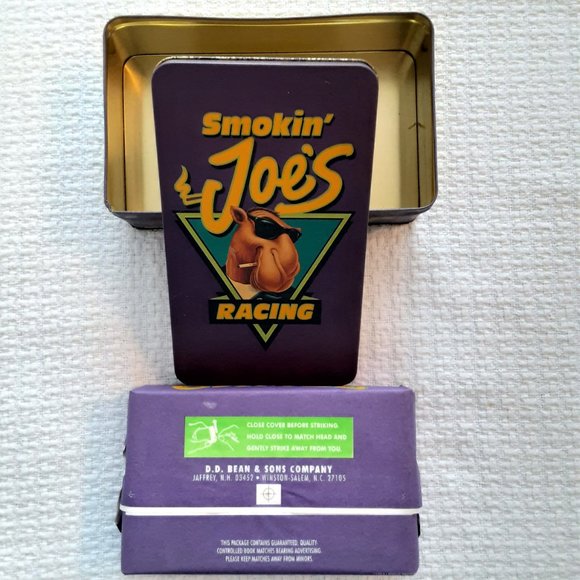 Smokin'
Joe's
RACING
CLOSE COVER BEFORE STRIKING.
HOLD CLOSE TO MATCH HEAD AND
GENTLY STRIKE AWAY FROM YOU.
D.D. BEAN & SONS COMPANY
JAFFREY, N.H. 03452 • WINSTON-SALEM, N.C. 27105
THIS PACKAGE CONTAINS GUARANTEED, QUALITY-
CONTROLLED BOOK MATCHES BEARING ADVERTISING.
PLEASE KEEP MATCHES AWAY FROM MINORS.